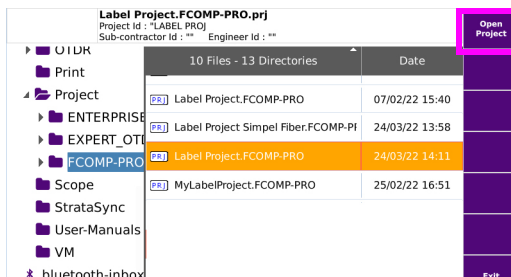 Label Project.FCOMP-PRO.prj
Project Id : "LABEL PROJ
Sub-contractor Id : "" Engineer Id : ""
Open
Project
OTDR
Print
Project
ENTERPRISE
EXPERT_OTD
FCOMP-PRO
Scope
StrataSync
User-Manuals
VM
bluetooth-inbox
10 Files - 13 Directories Date
PRJ Label Project.FCOMP-PRO 07/02/22 15:40
PRJ Label Project Simpel Fiber.FCOMP-PF 24/03/22 13:58
PRJ Label Project.FCOMP-PRO 24/03/22 14:11
PRJ MyLabelProject.FCOMP-PRO 25/02/22 16:51
Exit